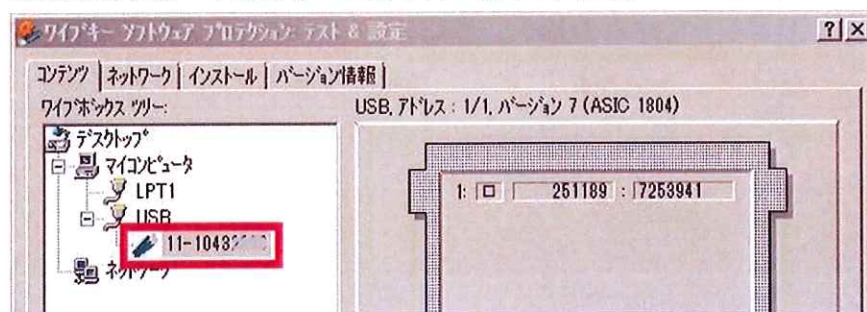 ワイブキー ソフトウェア プロテクション: テスト & 設定
コンテンツ
ネットワーク
インストール
バージョン情報
ワイブボックス ツリー:
USB, アドレス : 1/1, バージョン 7 (ASIC 1804)
デスクトップ
マイコンピュータ
LPT1
USB
11-1043
ネットワーク
1:
251189 : 7253941